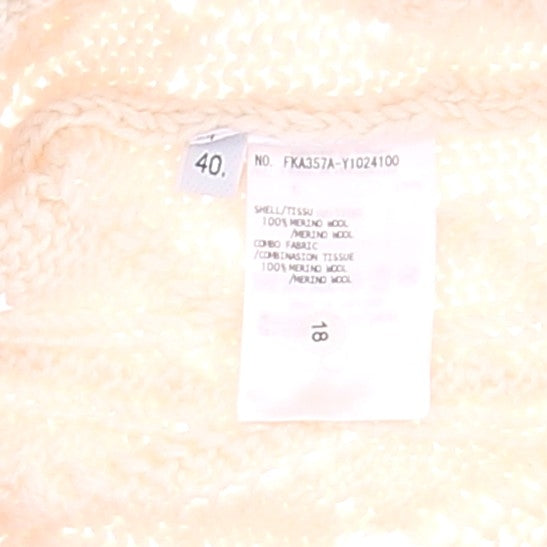 40.
NO. FKA357A-Y1024100
SHELL/TISSU
100% MERINO WOOL
/MERINO WOOL
COMBO FABRIC
/COMBINASION TISSUE
100% MERINO WOOL
/MERINO WOOL
18